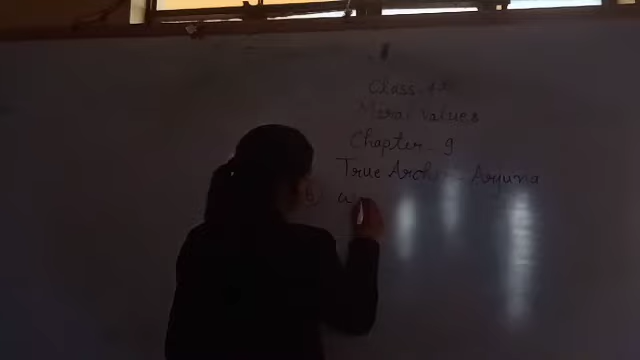 Class-
Moral values
Chapter-9
True Archer Arjuna
b)